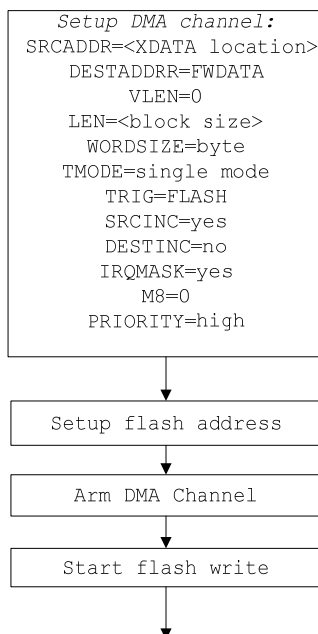 Setup DMA channel:
SRCADDR=<XDATA location>
DESTADDRR=FWDATA
VLEN=0
LEN=<block size>
WORDSIZE=byte
TMODE=single mode
TRIG=FLASH
SRCINC=yes
DESTINC=no
IRQMASK=yes
M8=0
PRIORITY=high
Setup flash address
Arm DMA Channel
Start flash write